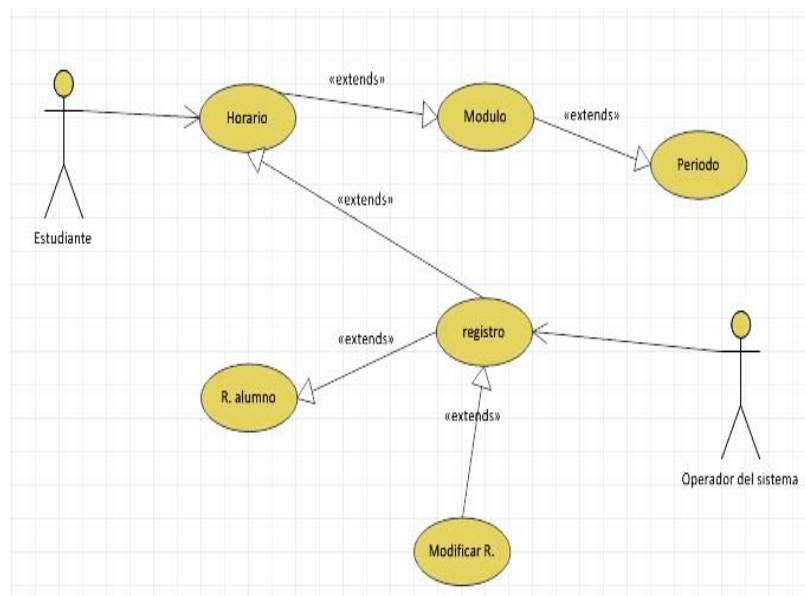 «extends»
Horario
Modulo
«extends»
Periodo
Estudiante
«extends»
registro
«extends»
R. alumno
«extends»
Operador del sistema
Modificar R.